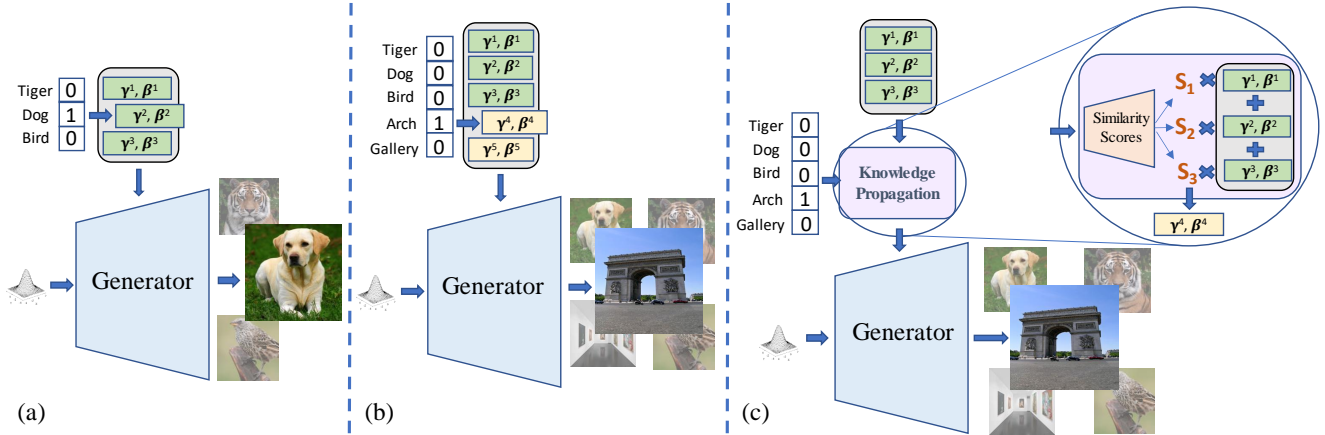 Tiger 0
Dog 1
Bird 0
γ¹, β¹
γ², β²
γ³, β³
Generator
(a)
Tiger 0
Dog 0
Bird 0
Arch 1
Gallery 0
γ¹, β¹
γ², β²
γ³, β³
γ⁴, β⁴
γ⁵, β⁵
Generator
(b)
γ¹, β¹
γ², β²
γ³, β³
Tiger 0
Dog 0
Bird 0
Arch 1
Gallery 0
Knowledge
Propagation
Similarity
Scores
S₁ γ¹, β¹
S₂ γ², β²
S₃ γ³, β³
γ⁴, β⁴
Generator
(c)